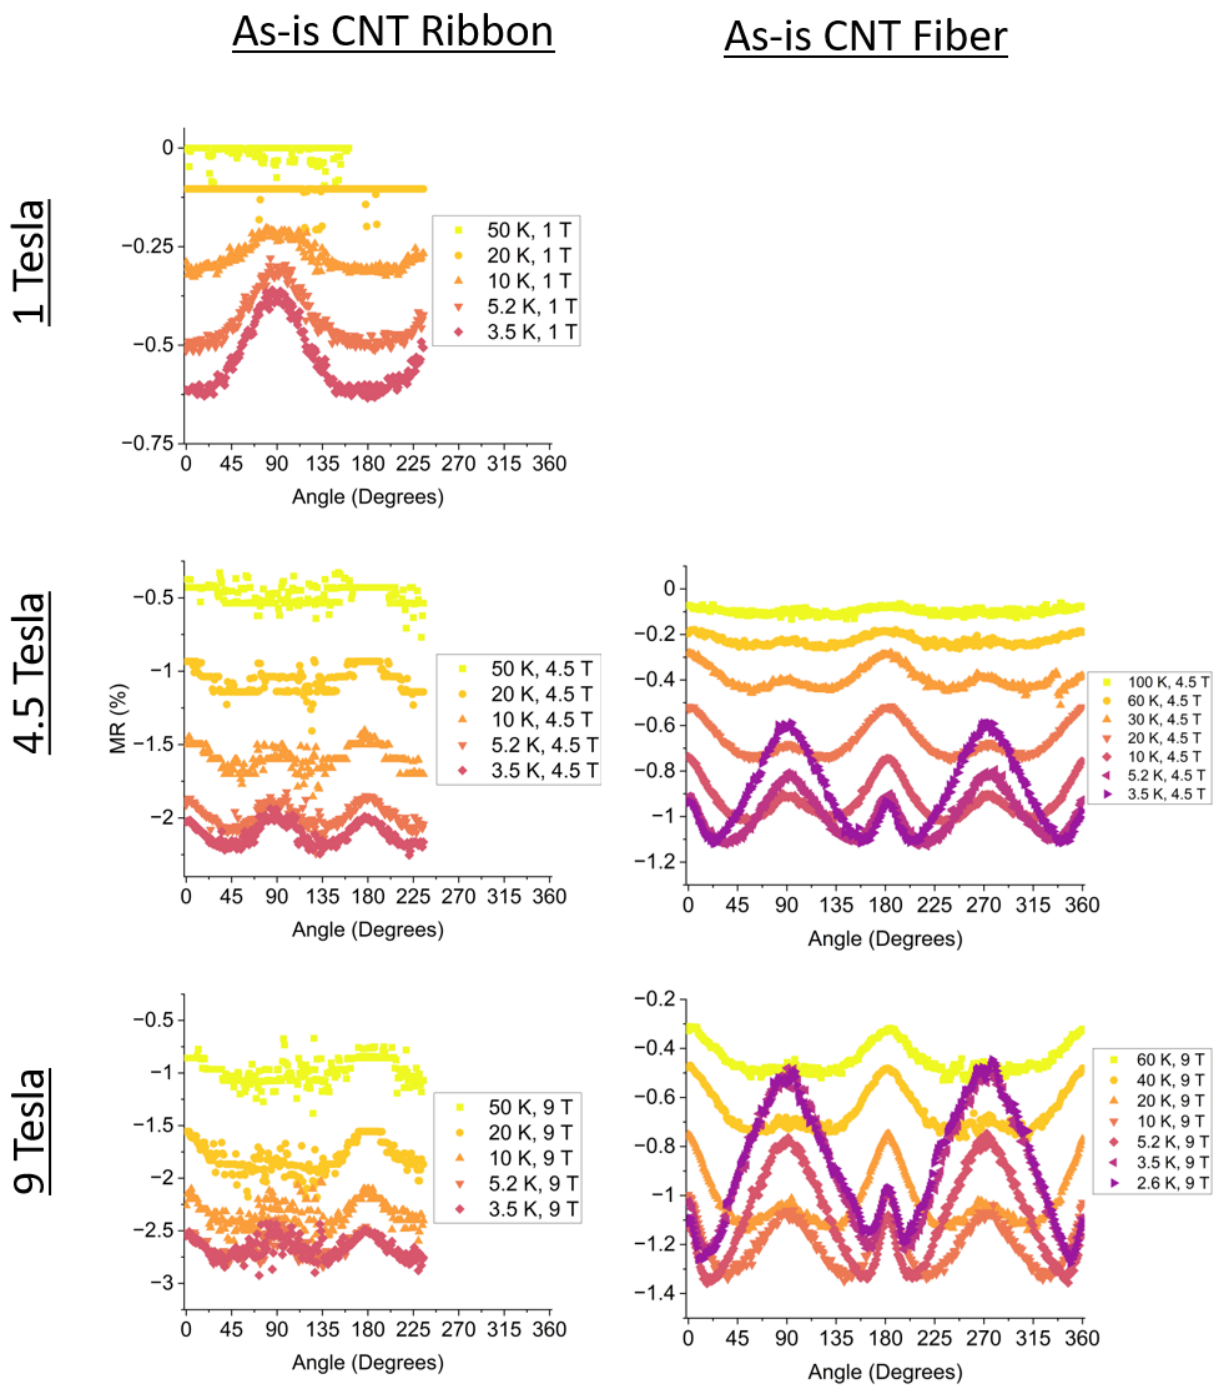 As-is CNT Ribbon
As-is CNT Fiber
1 Tesla
0
−0.25
−0.5
−0.75
0 45 90 135 180 225 270 315 360
Angle (Degrees)
50 K, 1 T
20 K, 1 T
10 K, 1 T
5.2 K, 1 T
3.5 K, 1 T
4.5 Tesla
MR (%)
−0.5
−1
−1.5
−2
0 45 90 135 180 225 270 315 360
Angle (Degrees)
50 K, 4.5 T
20 K, 4.5 T
10 K, 4.5 T
5.2 K, 4.5 T
3.5 K, 4.5 T
0
−0.2
−0.4
−0.6
−0.8
−1
−1.2
0 45 90 135 180 225 270 315 360
Angle (Degrees)
100 K, 4.5 T
60 K, 4.5 T
30 K, 4.5 T
20 K, 4.5 T
10 K, 4.5 T
5.2 K, 4.5 T
3.5 K, 4.5 T
9 Tesla
−0.5
−1
−1.5
−2
−2.5
−3
0 45 90 135 180 225 270 315 360
Angle (Degrees)
50 K, 9 T
20 K, 9 T
10 K, 9 T
5.2 K, 9 T
3.5 K, 9 T
−0.2
−0.4
−0.6
−0.8
−1
−1.2
−1.4
0 45 90 135 180 225 270 315 360
Angle (Degrees)
60 K, 9 T
40 K, 9 T
20 K, 9 T
10 K, 9 T
5.2 K, 9 T
3.5 K, 9 T
2.6 K, 9 T